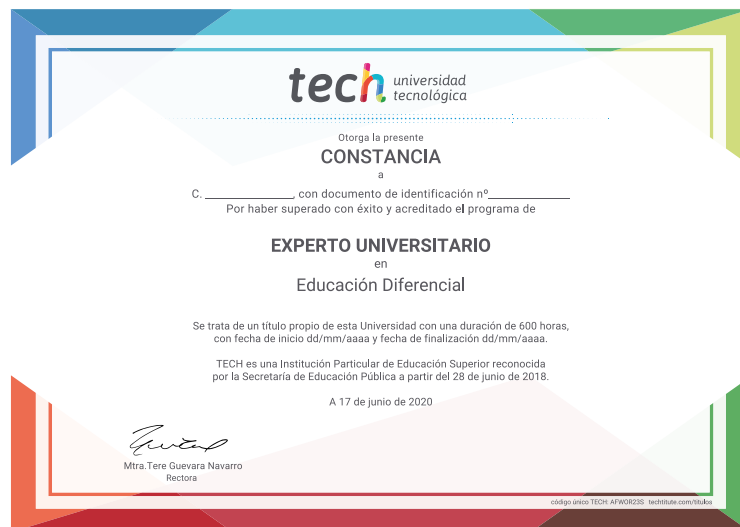 tech universidad
tecnológica
Otorga la presente
CONSTANCIA
a
C. ______________, con documento de identificación nº______________
Por haber superado con éxito y acreditado el programa de
EXPERTO UNIVERSITARIO
en
Educación Diferencial
Se trata de un título propio de esta Universidad con una duración de 600 horas,
con fecha de inicio dd/mm/aaaa y fecha de finalización dd/mm/aaaa.
TECH es una Institución Particular de Educación Superior reconocida
por la Secretaría de Educación Pública a partir del 28 de junio de 2018.
A 17 de junio de 2020
Mtra.Tere Guevara Navarro
Rectora
código único TECH: AFWOR23S techtitute.com/titulos